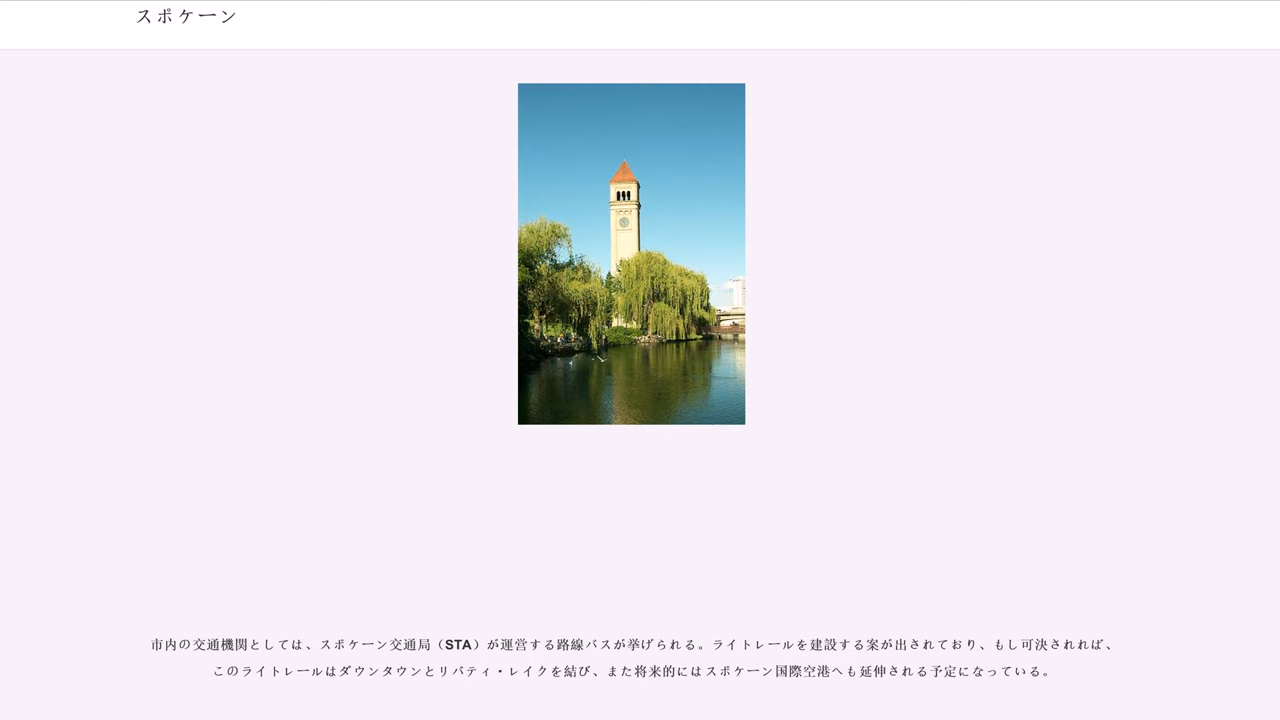 スポケーン
市内の交通機関としては、スポケーン交通局（STA）が運営する路線バスが挙げられる。ライトレールを建設する案が出されており、もし可決されれば、
このライトレールはダウンタウンとリバティ・レイクを結び、また将来的にはスポケーン国際空港へも延伸される予定になっている。